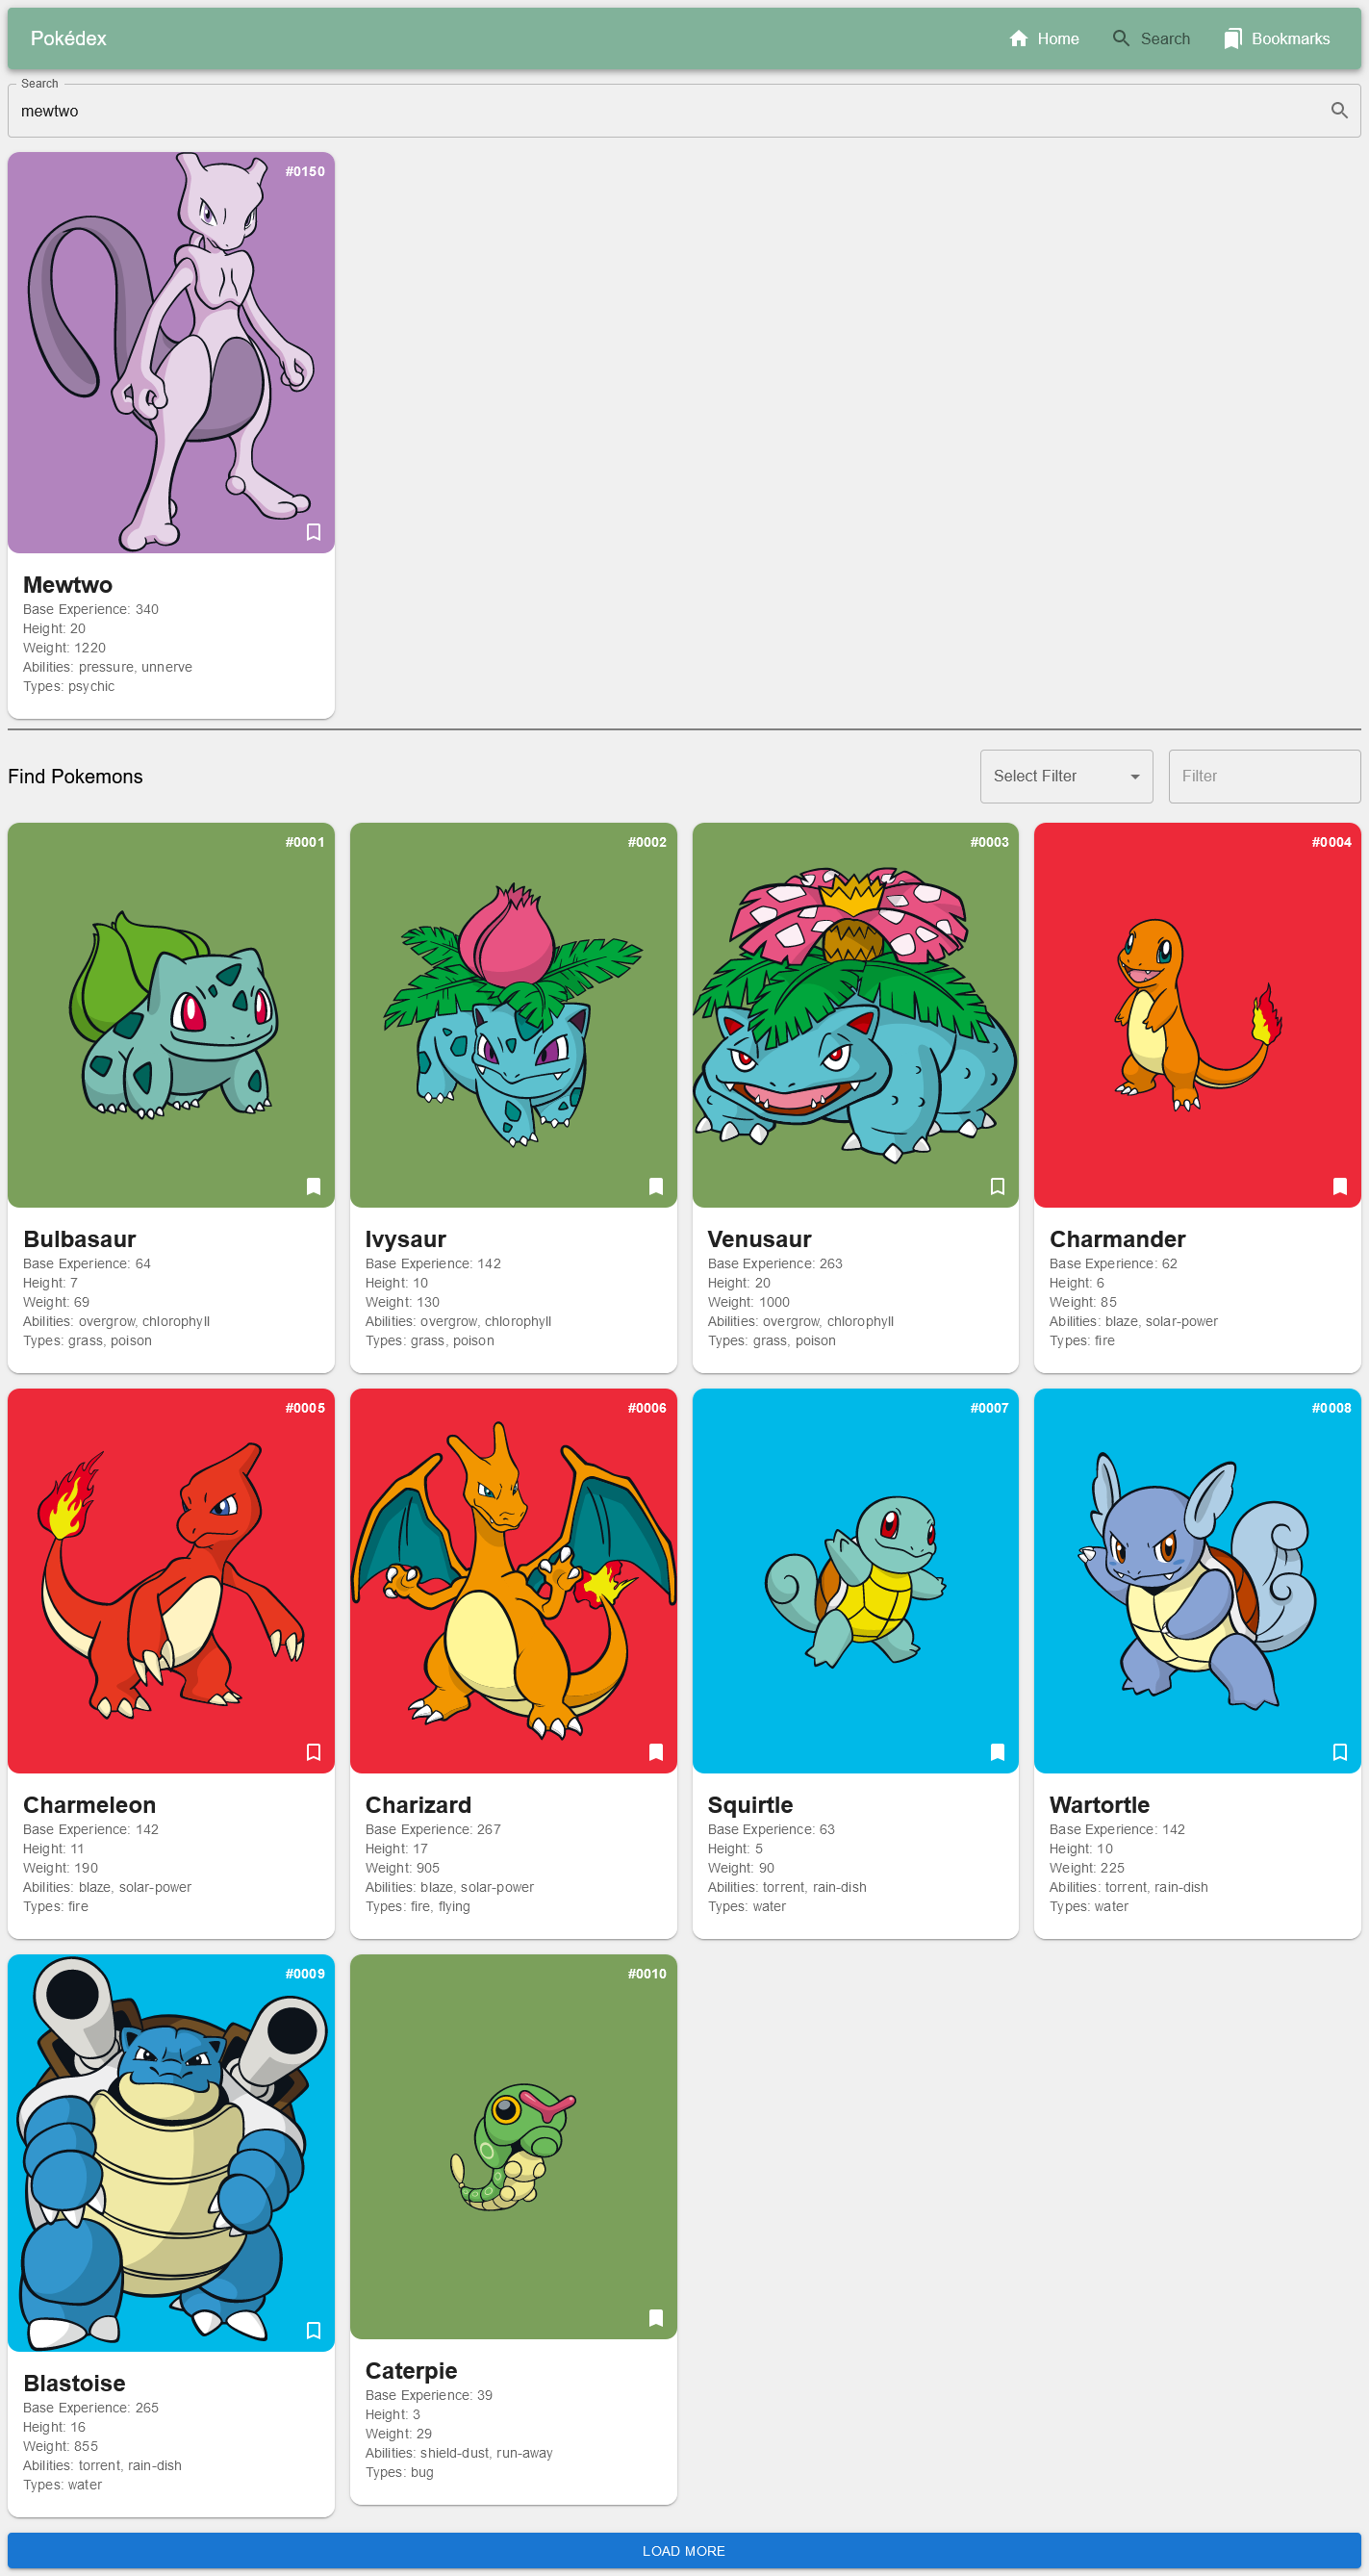 Pokédex
Home
Search
Bookmarks
Search
mewtwo
#0150
Mewtwo
Base Experience: 340
Height: 20
Weight: 1220
Abilities: pressure, unnerve
Types: psychic
Find Pokemons
Select Filter
Filter
#0001
Bulbasaur
Base Experience: 64
Height: 7
Weight: 69
Abilities: overgrow, chlorophyll
Types: grass, poison
#0002
Ivysaur
Base Experience: 142
Height: 10
Weight: 130
Abilities: overgrow, chlorophyll
Types: grass, poison
#0003
Venusaur
Base Experience: 263
Height: 20
Weight: 1000
Abilities: overgrow, chlorophyll
Types: grass, poison
#0004
Charmander
Base Experience: 62
Height: 6
Weight: 85
Abilities: blaze, solar-power
Types: fire
#0005
Charmeleon
Base Experience: 142
Height: 11
Weight: 190
Abilities: blaze, solar-power
Types: fire
#0006
Charizard
Base Experience: 267
Height: 17
Weight: 905
Abilities: blaze, solar-power
Types: fire, flying
#0007
Squirtle
Base Experience: 63
Height: 5
Weight: 90
Abilities: torrent, rain-dish
Types: water
#0008
Wartortle
Base Experience: 142
Height: 10
Weight: 225
Abilities: torrent, rain-dish
Types: water
#0009
Blastoise
Base Experience: 265
Height: 16
Weight: 855
Abilities: torrent, rain-dish
Types: water
#0010
Caterpie
Base Experience: 39
Height: 3
Weight: 29
Abilities: shield-dust, run-away
Types: bug
LOAD MORE